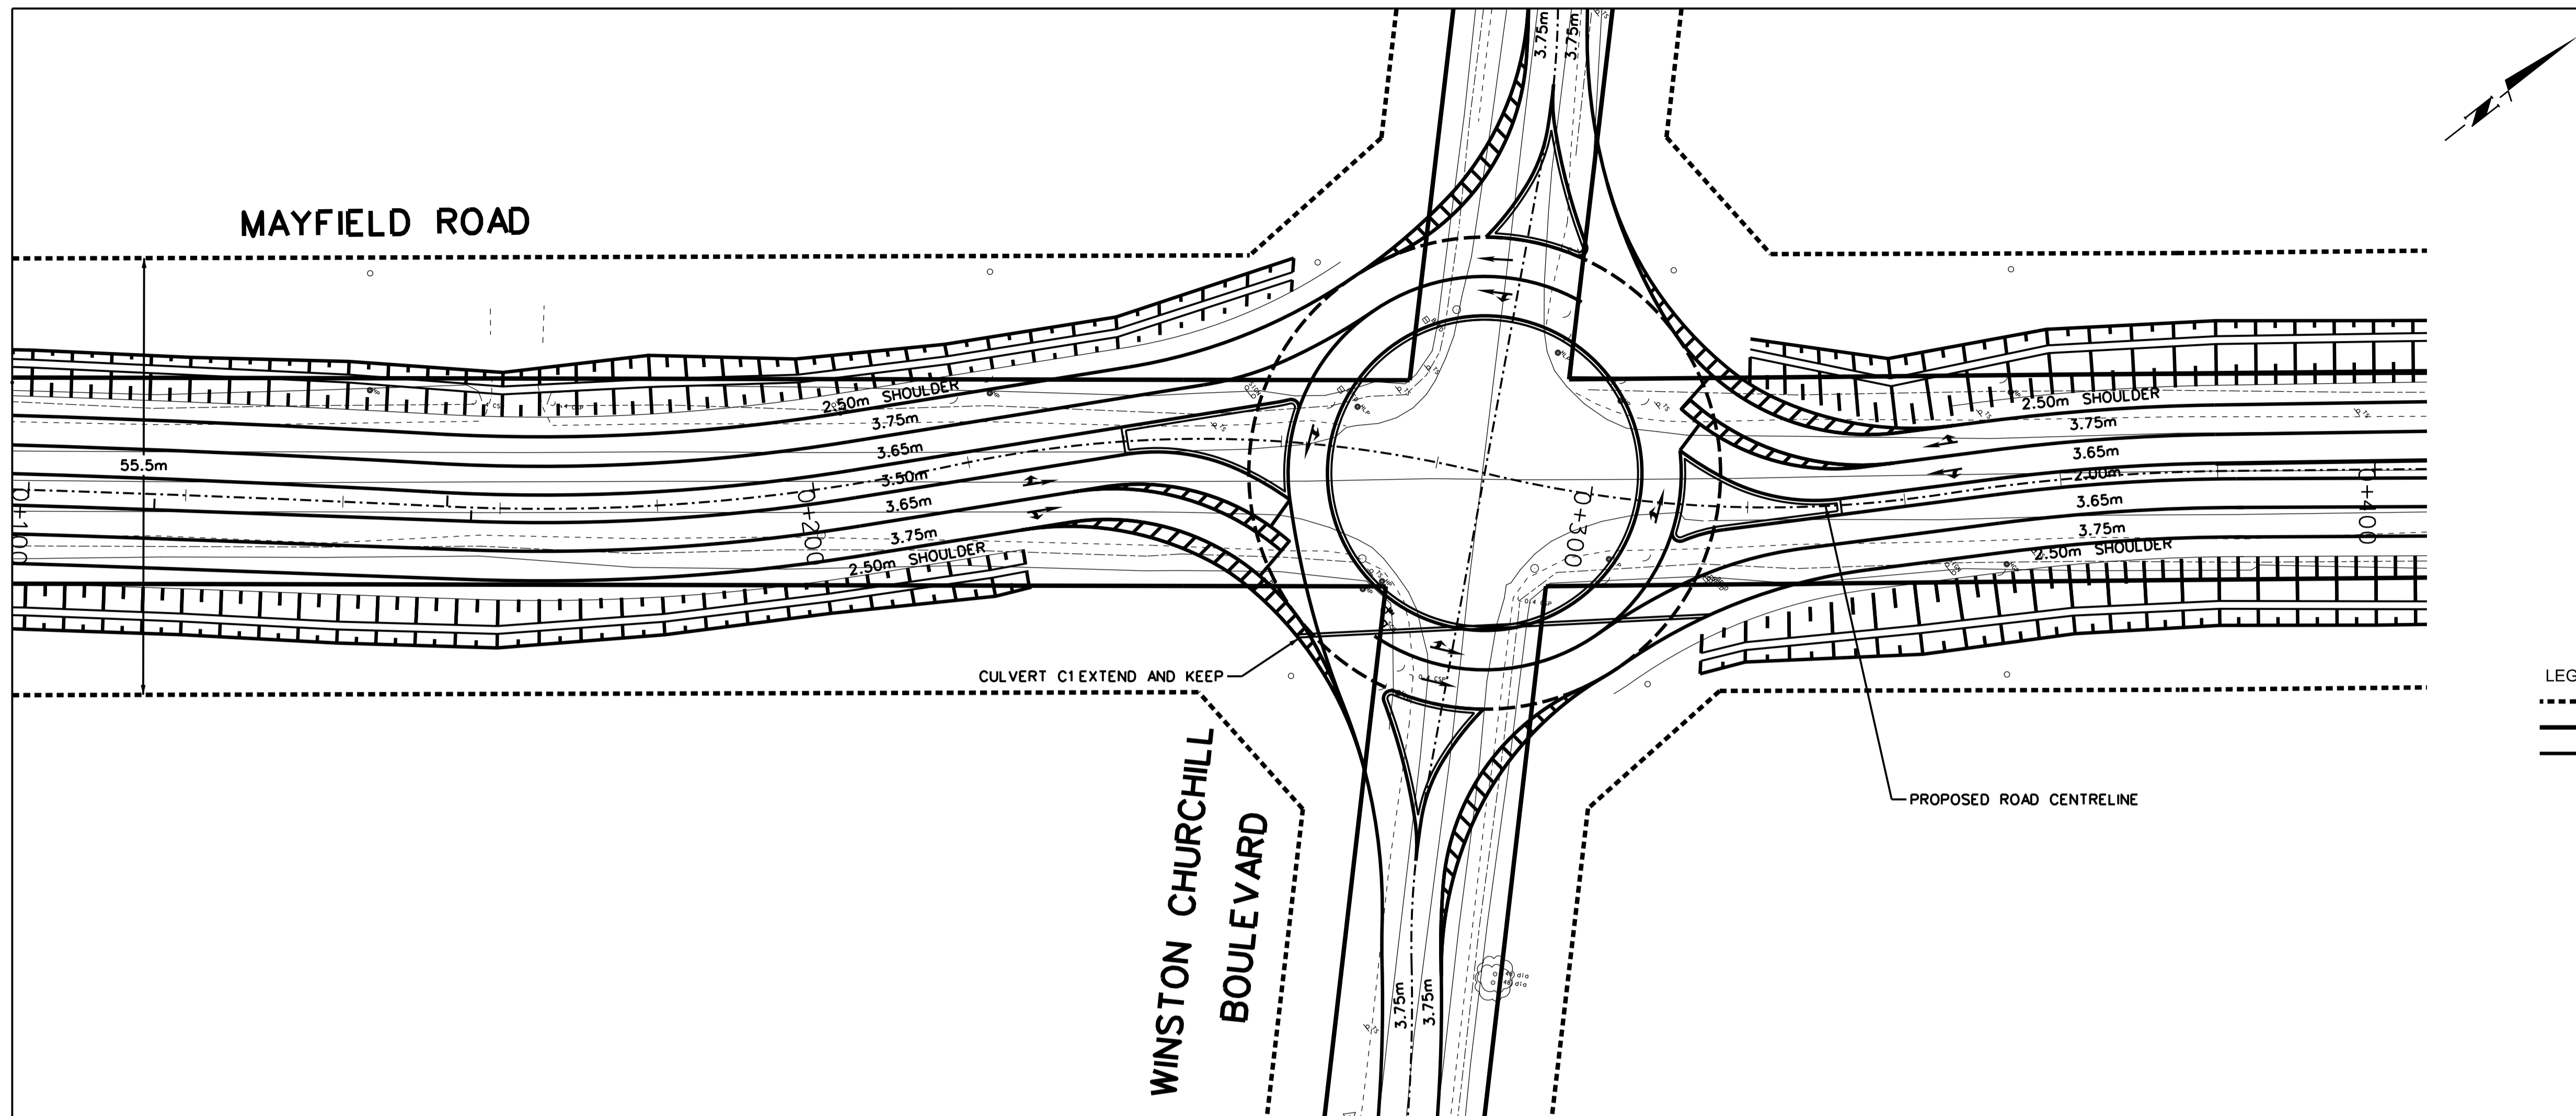 3.75m
3.75m
N
MAYFIELD ROAD
2.50m SHOULDER
3.75m
3.65m
3.50m
3.65m
3.75m
2.50m SHOULDER
55.5m
0+100
0+200
0+300
0+400
2.50m SHOULDER
3.75m
3.65m
2.00m
3.65m
3.75m
2.50m SHOULDER
CULVERT C1 EXTEND AND KEEP
LEG
PROPOSED ROAD CENTRELINE
WINSTON CHURCHILL
BOULEVARD
3.75m
3.75m